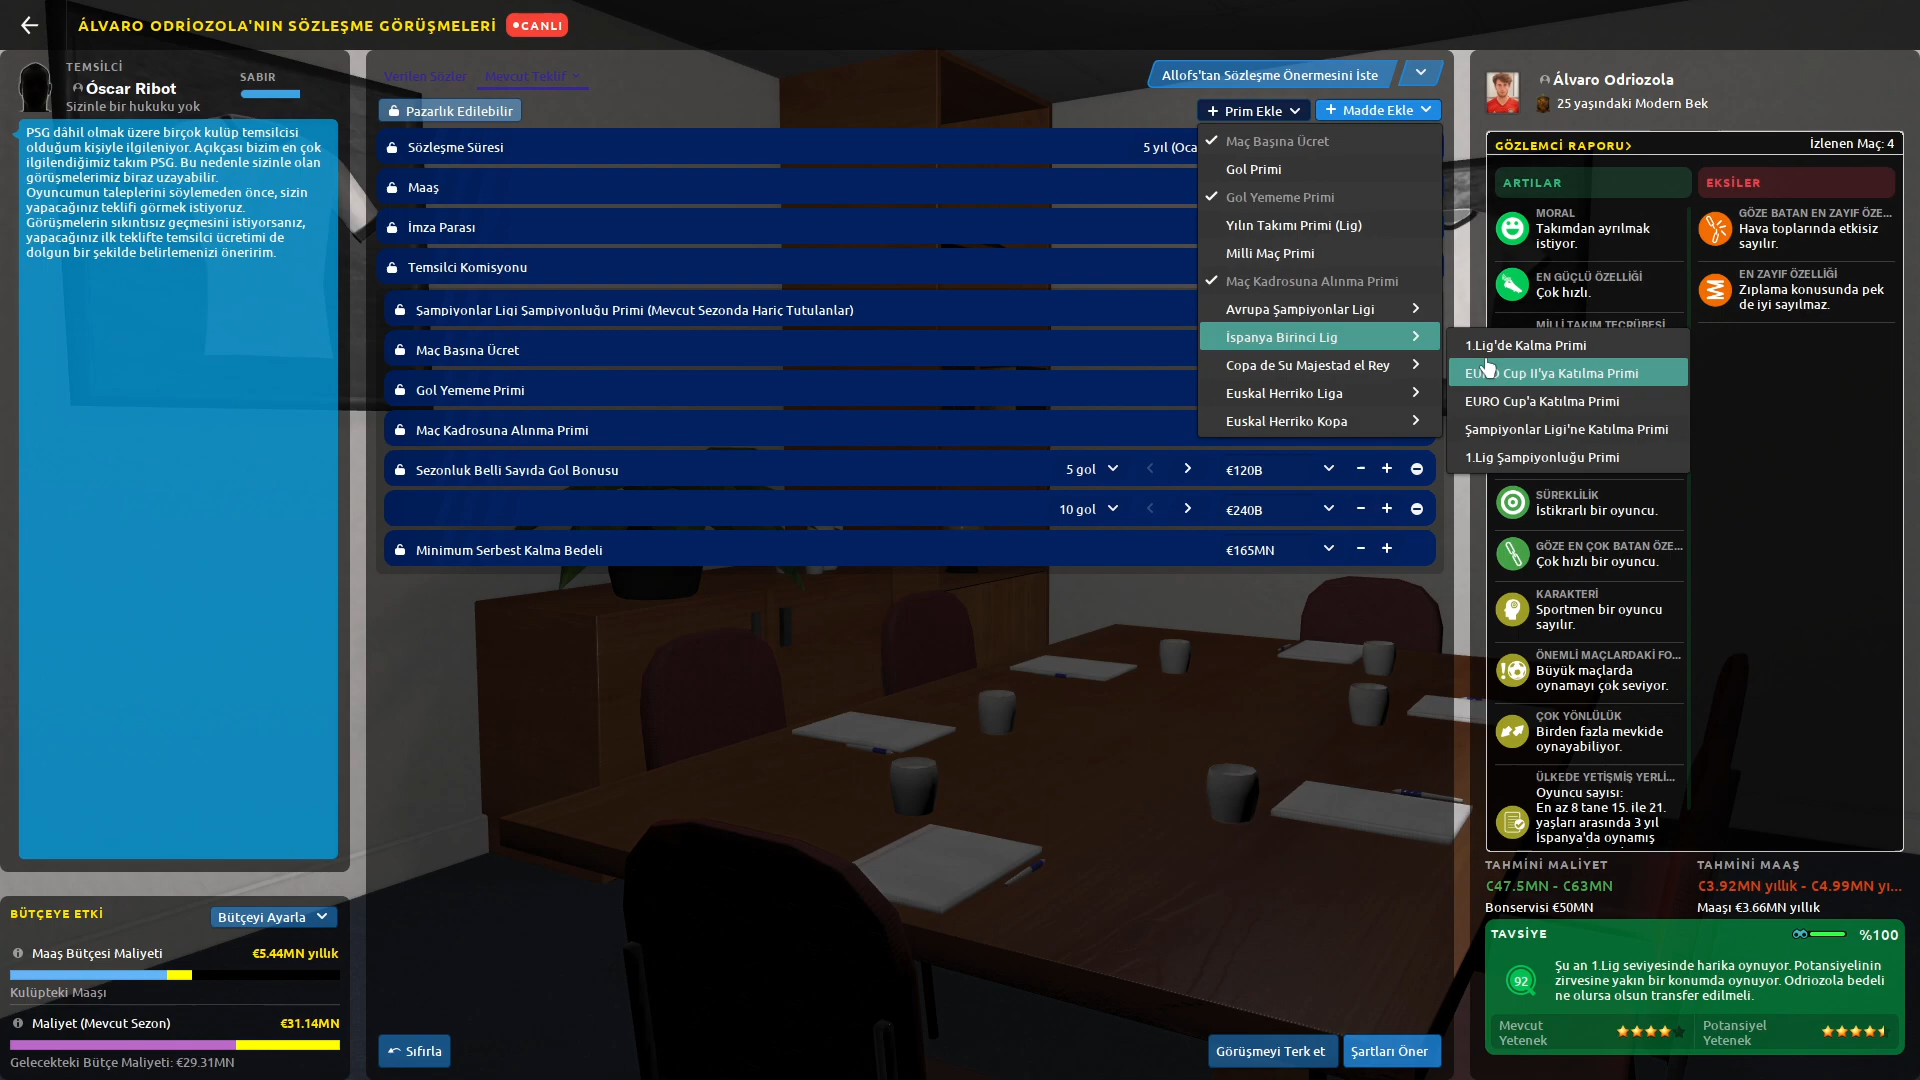 ÁLVARO ODRİOZOLA'NIN SÖZLEŞME GÖRÜŞMELERİ
CANLI
TEMSİLCİ
Óscar Ribot
Sizinle bir hukuku yok
SABIR
PSG dâhil olmak üzere birçok kulüp temsilcisi
olduğum kişiyle ilgileniyor. Açıkçası bizim en çok
ilgilendiğimiz takım PSG. Bu nedenle sizinle olan
görüşmelerimiz biraz uzayabilir.
Oyuncumun taleplerini söylemeden önce, sizin
yapacağınız teklifi görmek istiyoruz.
Görüşmelerin sıkıntısız geçmesini istiyorsanız,
yapacağınız ilk teklifte temsilci ücretimi de
dolgun bir şekilde belirlemenizi öneririm.
BÜTÇEYE ETKİ
Bütçeyi Ayarla
Maaş Bütçesi Maliyeti
€5.44MN yıllık
Kulüpteki Maaşı
Maliyet (Mevcut Sezon)
€31.14MN
Gelecekteki Bütçe Maliyeti: €29.31MN
Verilen Sözler
Mevcut Teklif
Allofs'tan Sözleşme Önermesini İste
Pazarlık Edilebilir
+ Prim Ekle
+ Madde Ekle
Sözleşme Süresi
5 yıl (Oca
Maaş
İmza Parası
Temsilci Komisyonu
Şampiyonlar Ligi Şampiyonluğu Primi (Mevcut Sezonda Hariç Tutulanlar)
Maç Başına Ücret
Gol Yememe Primi
Maç Kadrosuna Alınma Primi
Sezonluk Belli Sayıda Gol Bonusu
5 gol
€120B
10 gol
€240B
Minimum Serbest Kalma Bedeli
€165MN
Maç Başına Ücret
Gol Primi
Gol Yememe Primi
Yılın Takımı Primi (Lig)
Milli Maç Primi
Maç Kadrosuna Alınma Primi
Avrupa Şampiyonlar Ligi
İspanya Birinci Lig
Copa de Su Majestad el Rey
Euskal Herriko Liga
Euskal Herriko Kopa
1.Lig'de Kalma Primi
EURO Cup II'ya Katılma Primi
EURO Cup'a Katılma Primi
Şampiyonlar Ligi'ne Katılma Primi
1.Lig Şampiyonluğu Primi
Sıfırla
Görüşmeyi Terk et
Şartları Öner
Álvaro Odriozola
25 yaşındaki Modern Bek
GÖZLEMCİ RAPORU>
İzlenen Maç: 4
ARTILAR
MORAL
Takımdan ayrılmak
istiyor.
EN GÜÇLÜ ÖZELLİĞİ
Çok hızlı.
MİLLİ TAKIM TECRÜBESİ
SÜREKLİLİK
İstikrarlı bir oyuncu.
GÖZE EN ÇOK BATAN ÖZE...
Çok hızlı bir oyuncu.
KARAKTERİ
Sportmen bir oyuncu
sayılır.
ÖNEMLİ MAÇLARDAKİ FO...
Büyük maçlarda
oynamayı çok seviyor.
ÇOK YÖNLÜLÜK
Birden fazla mevkide
oynayabiliyor.
ÜLKEDE YETİŞMİŞ YERLİ...
Oyuncu sayısı:
En az 8 tane 15. ile 21.
yaşları arasında 3 yıl
İspanya'da oynamış
EKSİLER
GÖZE BATAN EN ZAYIF ÖZE...
Hava toplarında etkisiz
sayılır.
EN ZAYIF ÖZELLİĞİ
Zıplama konusunda pek
de iyi sayılmaz.
TAHMİNİ MALİYET
€47.5MN - €63MN
Bonservisi €50MN
TAHMİNİ MAAŞ
€3.92MN yıllık - €4.99MN yı...
Maaşı €3.66MN yıllık
TAVSİYE
%100
92
Şu an 1.Lig seviyesinde harika oynuyor. Potansiyelinin
zirvesine yakın bir konumda oynuyor. Odriozola bedeli
ne olursa olsun transfer edilmeli.
Mevcut
Yetenek
Potansiyel
Yetenek